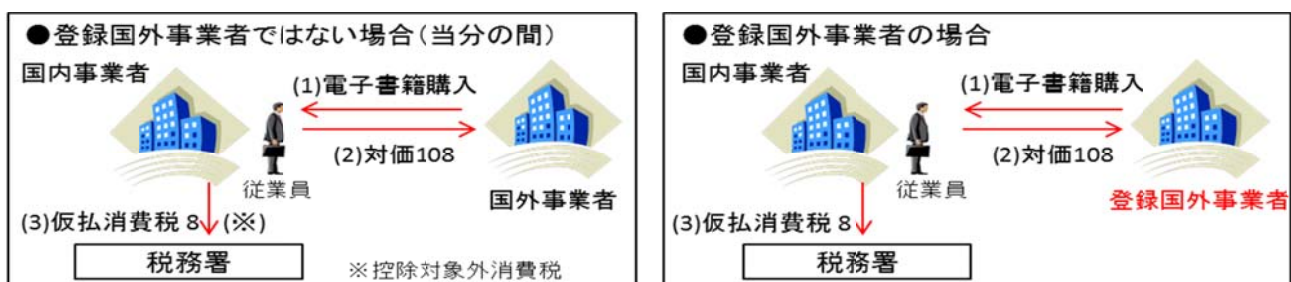 ●登録国外事業者ではない場合(当分の間)
国内事業者
(1)電子書籍購入
(2)対価108
従業員
国外事業者
(3)仮払消費税8 (※)
税務署
※控除対象外消費税
●登録国外事業者の場合
国内事業者
(1)電子書籍購入
(2)対価108
従業員
登録国外事業者
(3)仮払消費税8
税務署